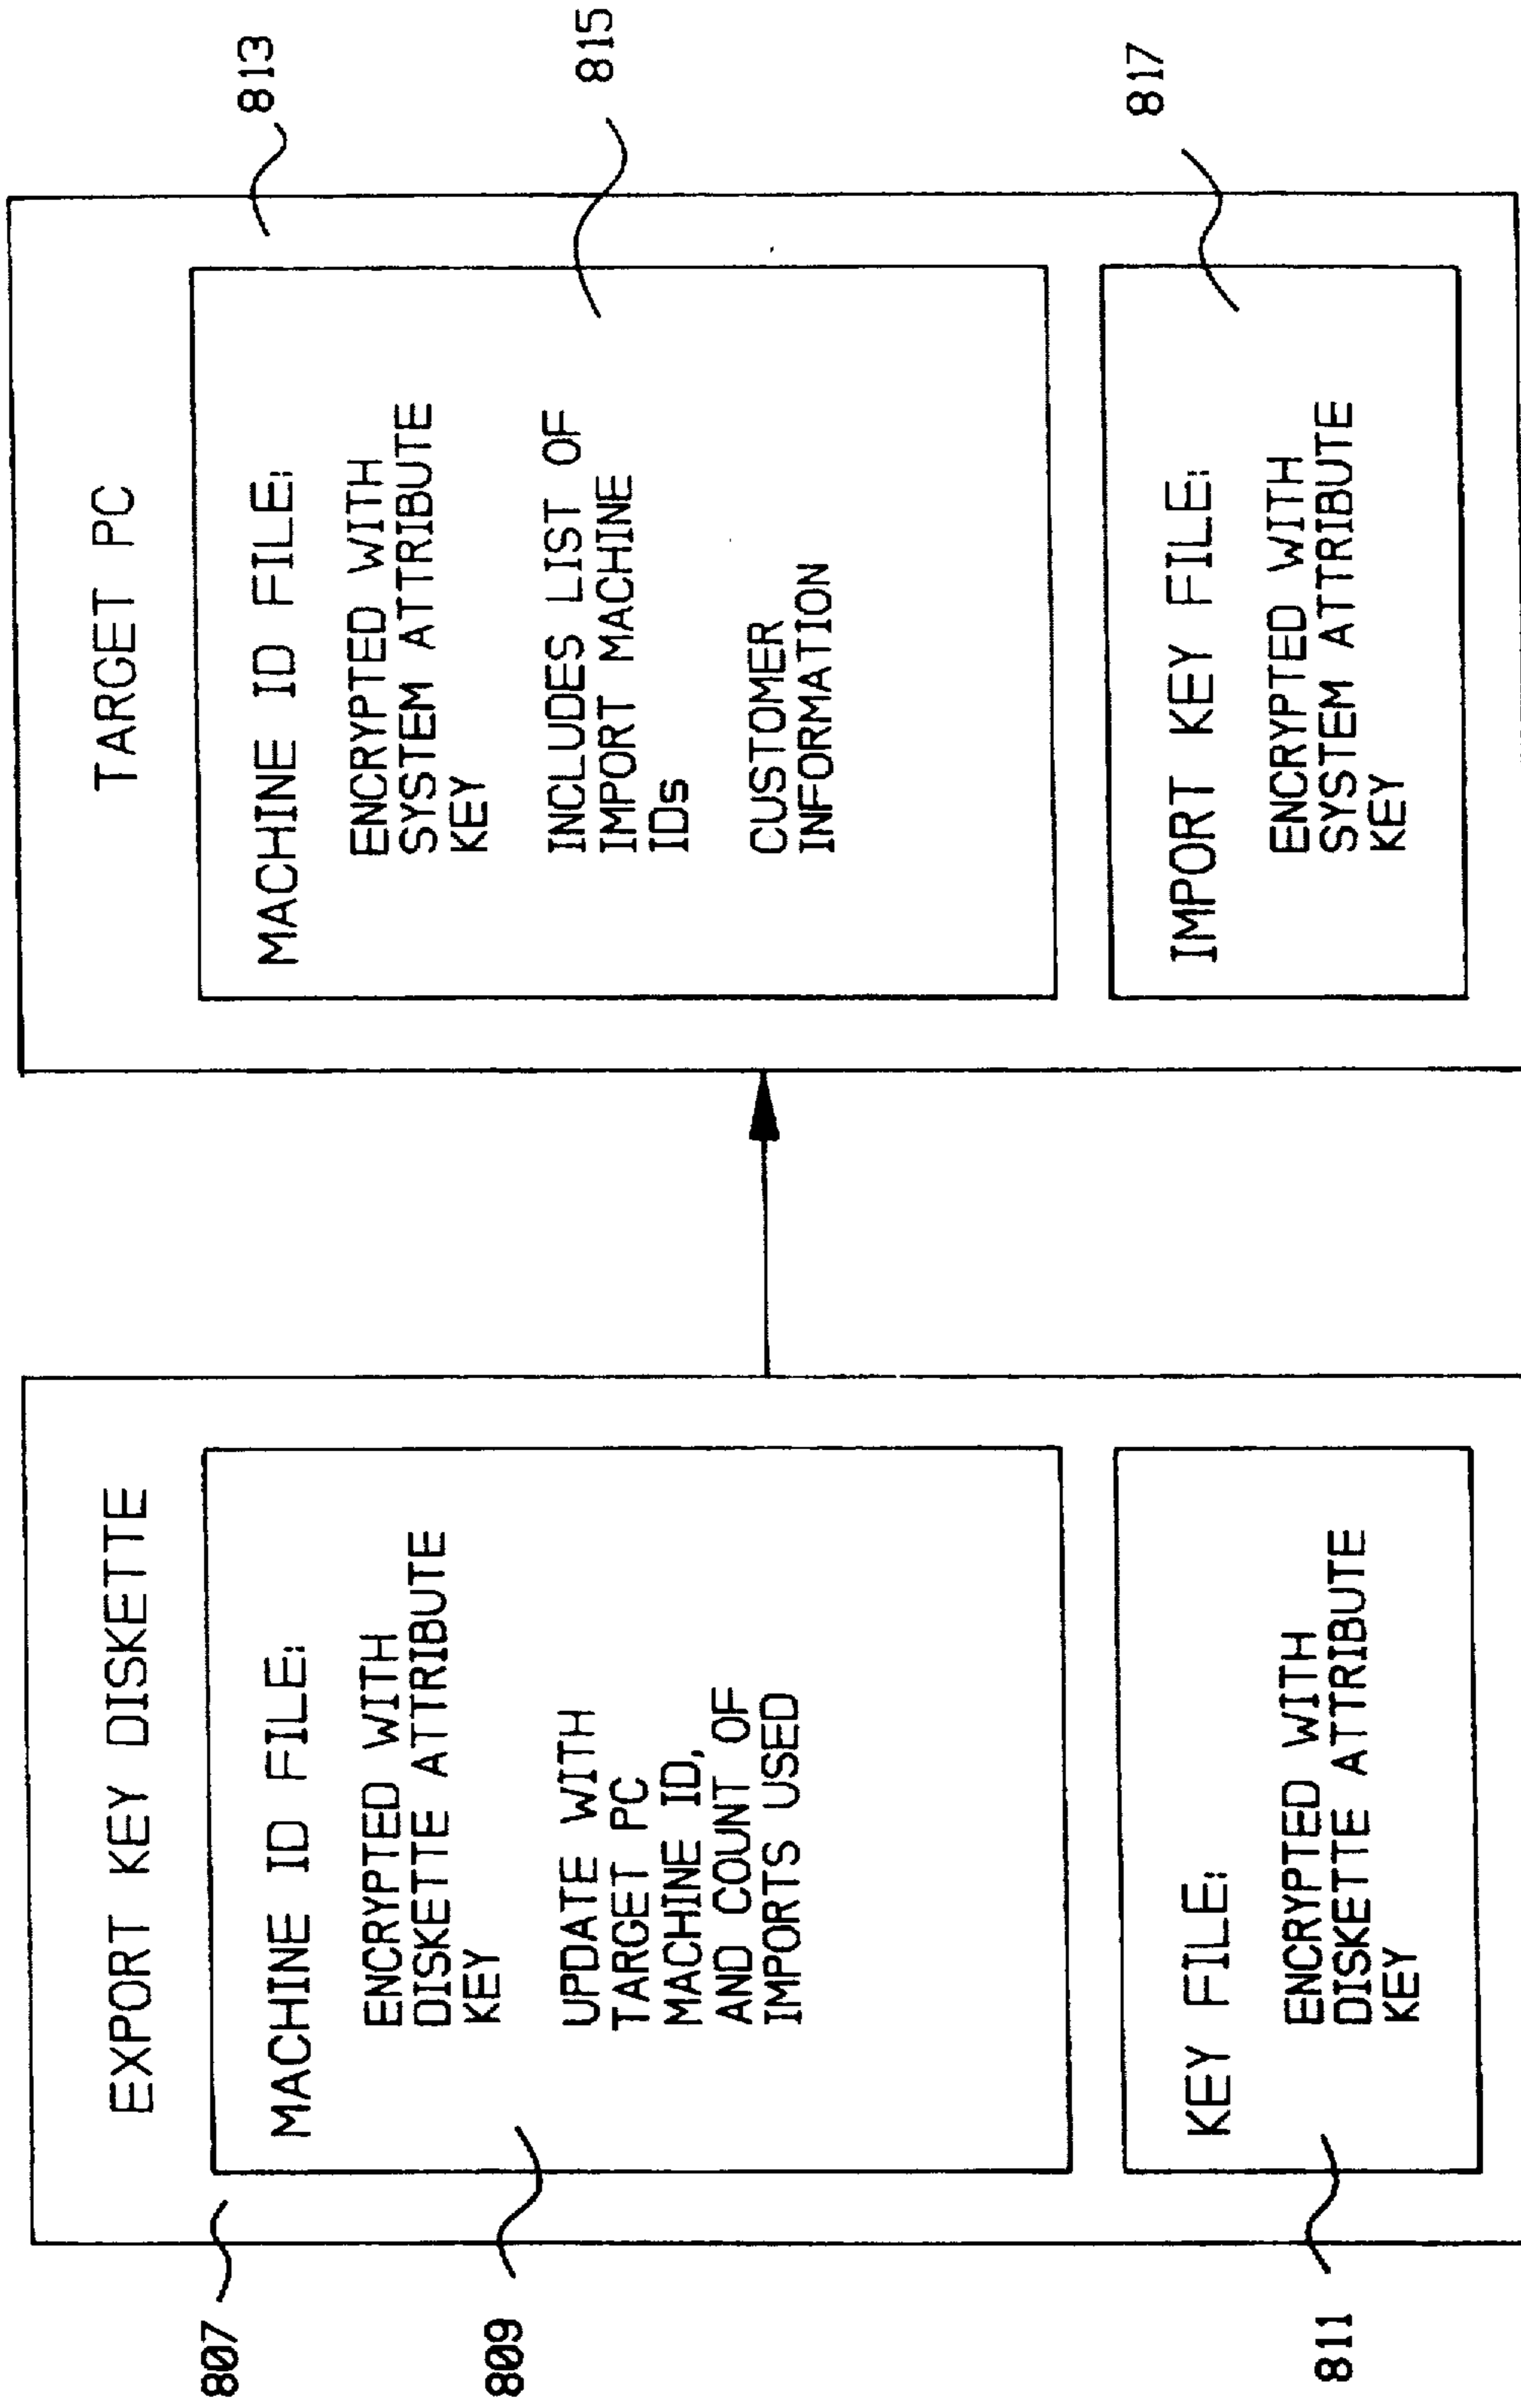 EXPORT KEY DISKETTE
807
MACHINE ID FILE:
ENCRYPTED WITH
DISKETTE ATTRIBUTE
KEY
809
UPDATE WITH
TARGET PC
MACHINE ID,
AND COUNT OF
IMPORTS USED
KEY FILE:
ENCRYPTED WITH
DISKETTE ATTRIBUTE
KEY
811
TARGET PC
813
MACHINE ID FILE:
ENCRYPTED WITH
SYSTEM ATTRIBUTE
KEY
815
INCLUDES LIST OF
IMPORT MACHINE
IDs
CUSTOMER
INFORMATION
817
IMPORT KEY FILE:
ENCRYPTED WITH
SYSTEM ATTRIBUTE
KEY